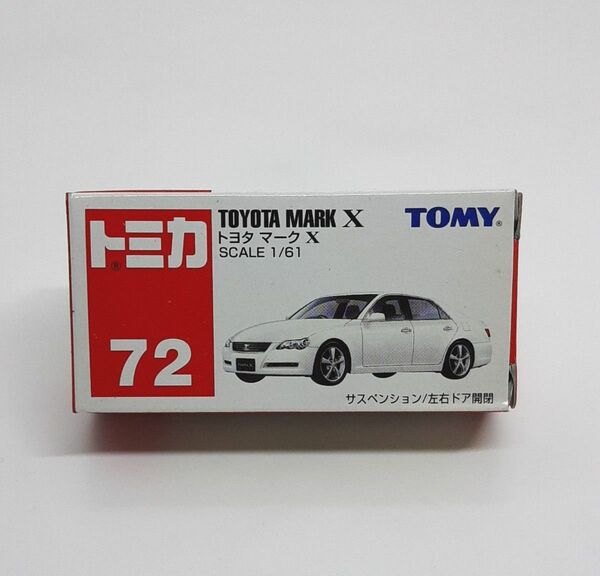 トミカ®
72
TOYOTA MARK X
トヨタ マーク X
SCALE 1/61
TOMY®
サスペンション/左右ドア開閉